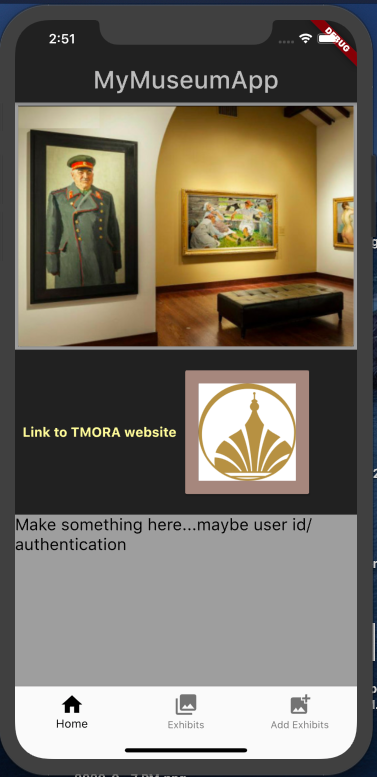 2:51
DEBUG
MyMuseumApp
Link to TMORA website
Make something here...maybe user id/
authentication
Home
Exhibits
Add Exhibits